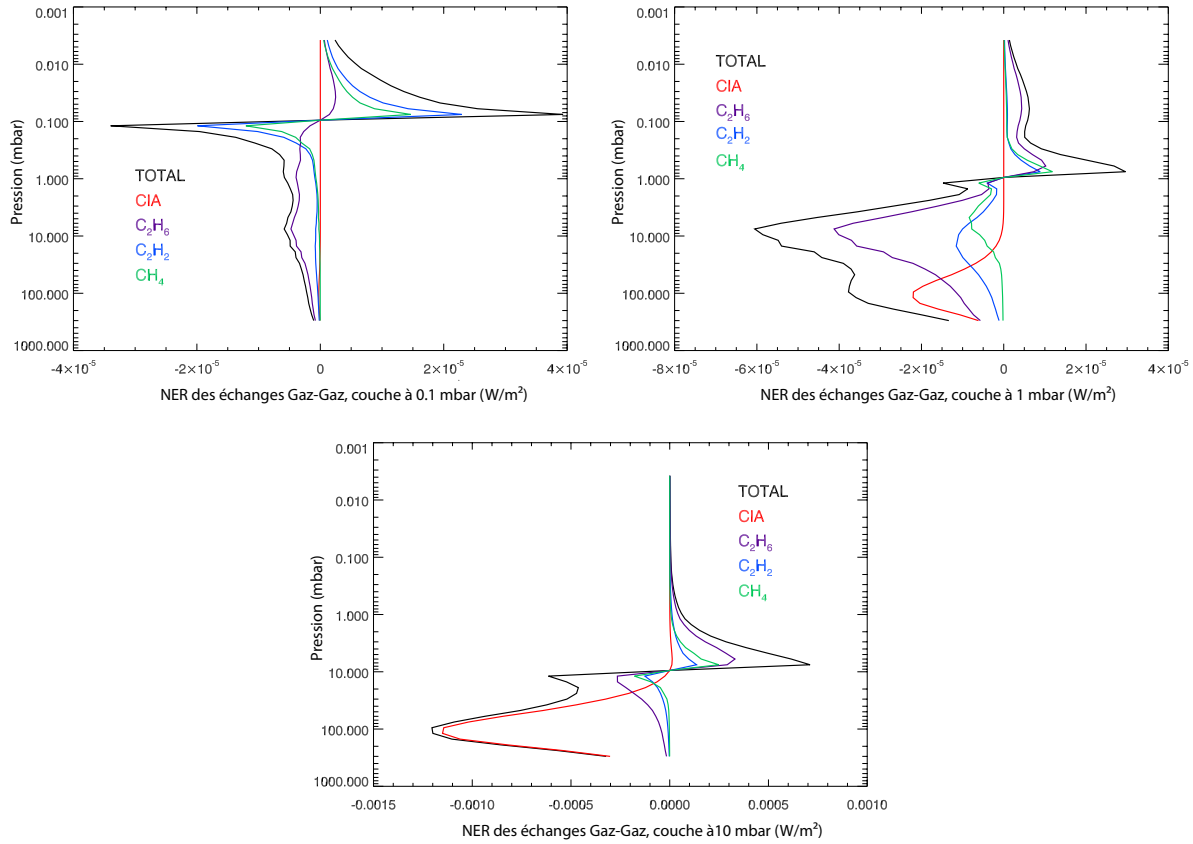 0.001
0.010
0.100
1.000
10.000
100.000
1000.000
Pression (mbar)
TOTAL
CIA
C₂H₆
C₂H₂
CH₄
-4×10⁻⁵
-2×10⁻⁵
0
2×10⁻⁵
4×10⁻⁵
NER des échanges Gaz-Gaz, couche à 0.1 mbar (W/m²)
0.001
0.010
0.100
1.000
10.000
100.000
1000.000
Pression (mbar)
TOTAL
CIA
C₂H₆
C₂H₂
CH₄
-8×10⁻⁵
-6×10⁻⁵
-4×10⁻⁵
-2×10⁻⁵
0
2×10⁻⁵
4×10⁻⁵
NER des échanges Gaz-Gaz, couche à 1 mbar (W/m²)
0.001
0.010
0.100
1.000
10.000
100.000
1000.000
Pression (mbar)
TOTAL
CIA
C₂H₆
C₂H₂
CH₄
-0.0015
-0.0010
-0.0005
0.0000
0.0005
0.0010
NER des échanges Gaz-Gaz, couche à10 mbar (W/m²)